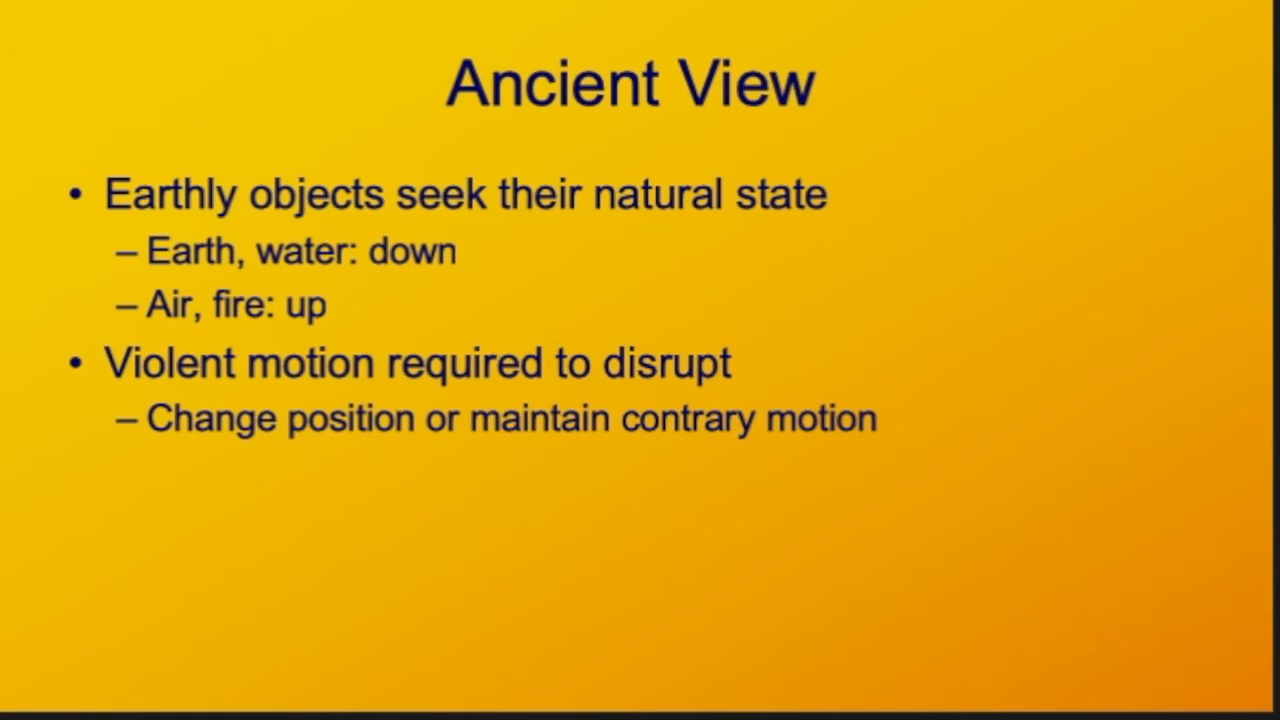 Ancient View
• Earthly objects seek their natural state
– Earth, water: down
– Air, fire: up
• Violent motion required to disrupt
– Change position or maintain contrary motion